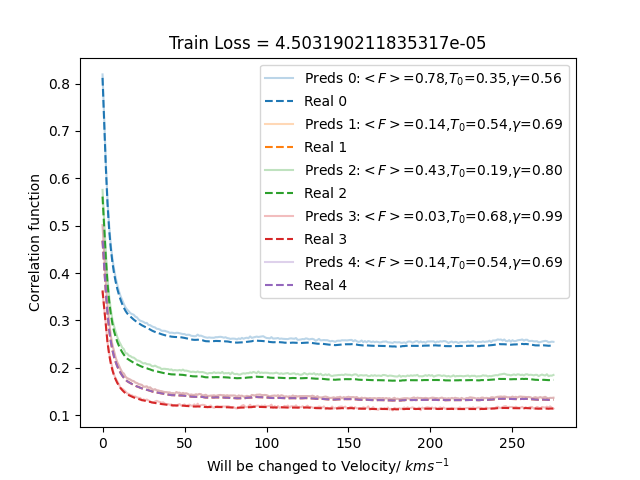 Train Loss = 4.503190211835317e-05
Preds 0: < F > =0.78,T₀=0.35,γ=0.56
Real 0
Preds 1: < F > =0.14,T₀=0.54,γ=0.69
Real 1
Preds 2: < F > =0.43,T₀=0.19,γ=0.80
Real 2
Preds 3: < F > =0.03,T₀=0.68,γ=0.99
Real 3
Preds 4: < F > =0.14,T₀=0.54,γ=0.69
Real 4
Correlation function
0.8
0.7
0.6
0.5
0.4
0.3
0.2
0.1
0 50 100 150 200 250
Will be changed to Velocity/ kms⁻¹